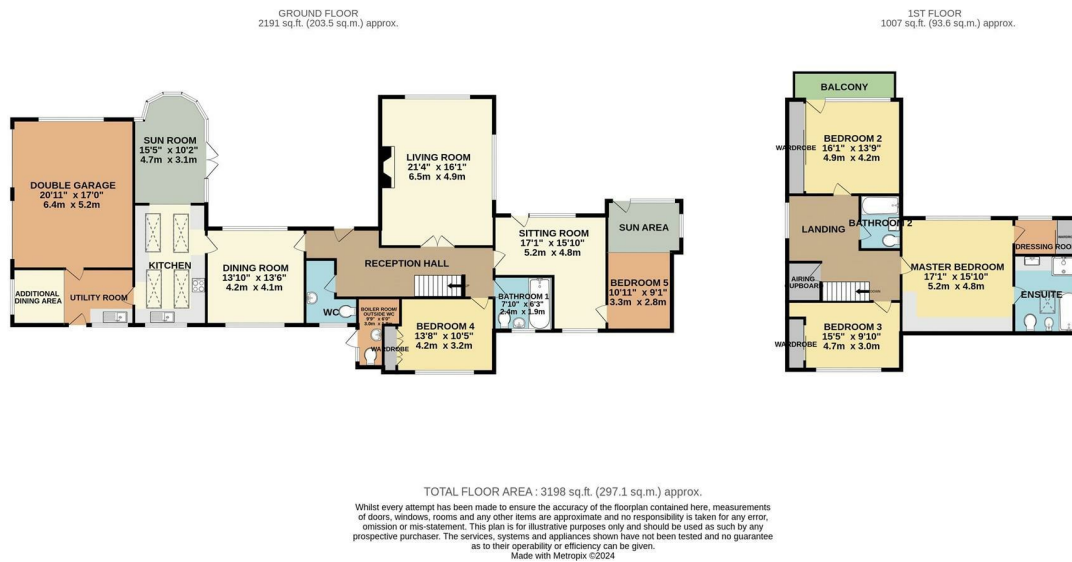 GROUND FLOOR
2191 sq.ft. (203.5 sq.m.) approx.
1ST FLOOR
1007 sq.ft. (93.6 sq.m.) approx.
SUN ROOM
15'5" x 10'2"
4.7m x 3.1m
DOUBLE GARAGE
20'11" x 17'0"
6.4m x 5.2m
LIVING ROOM
21'4" x 16'1"
6.5m x 4.9m
KITCHEN
DINING ROOM
13'10" x 13'6"
4.2m x 4.1m
RECEPTION HALL
SITTING ROOM
17'1" x 15'10"
5.2m x 4.8m
SUN AREA
ADDITIONAL
DINING AREA
UTILITY ROOM
WC
BOILER ROOM/
OUTSIDE WC
BATHROOM 1
7'10" x 6'3"
2.4m x 1.9m
BEDROOM 5
10'11" x 9'1"
3.3m x 2.8m
BEDROOM 4
13'8" x 10'5"
4.2m x 3.2m
WARDROBE
BALCONY
BEDROOM 2
16'1" x 13'9"
4.9m x 4.2m
WARDROBE
LANDING
BATHROOM 2
DRESSING ROOM
AIRING
CUPBOARD
MASTER BEDROOM
17'1" x 15'10"
5.2m x 4.8m
ENSUITE
BEDROOM 3
15'5" x 9'10"
4.7m x 3.0m
WARDROBE
TOTAL FLOOR AREA : 3198 sq.ft. (297.1 sq.m.) approx.
Whilst every attempt has been made to ensure the accuracy of the floorplan contained here, measurements
of doors, windows, rooms and any other items are approximate and no responsibility is taken for any error,
omission or mis-statement. This plan is for illustrative purposes only and should be used as such by any
prospective purchaser. The services, systems and appliances shown have not been tested and no guarantee
as to their operability or efficiency can be given.
Made with Metropix ©2024